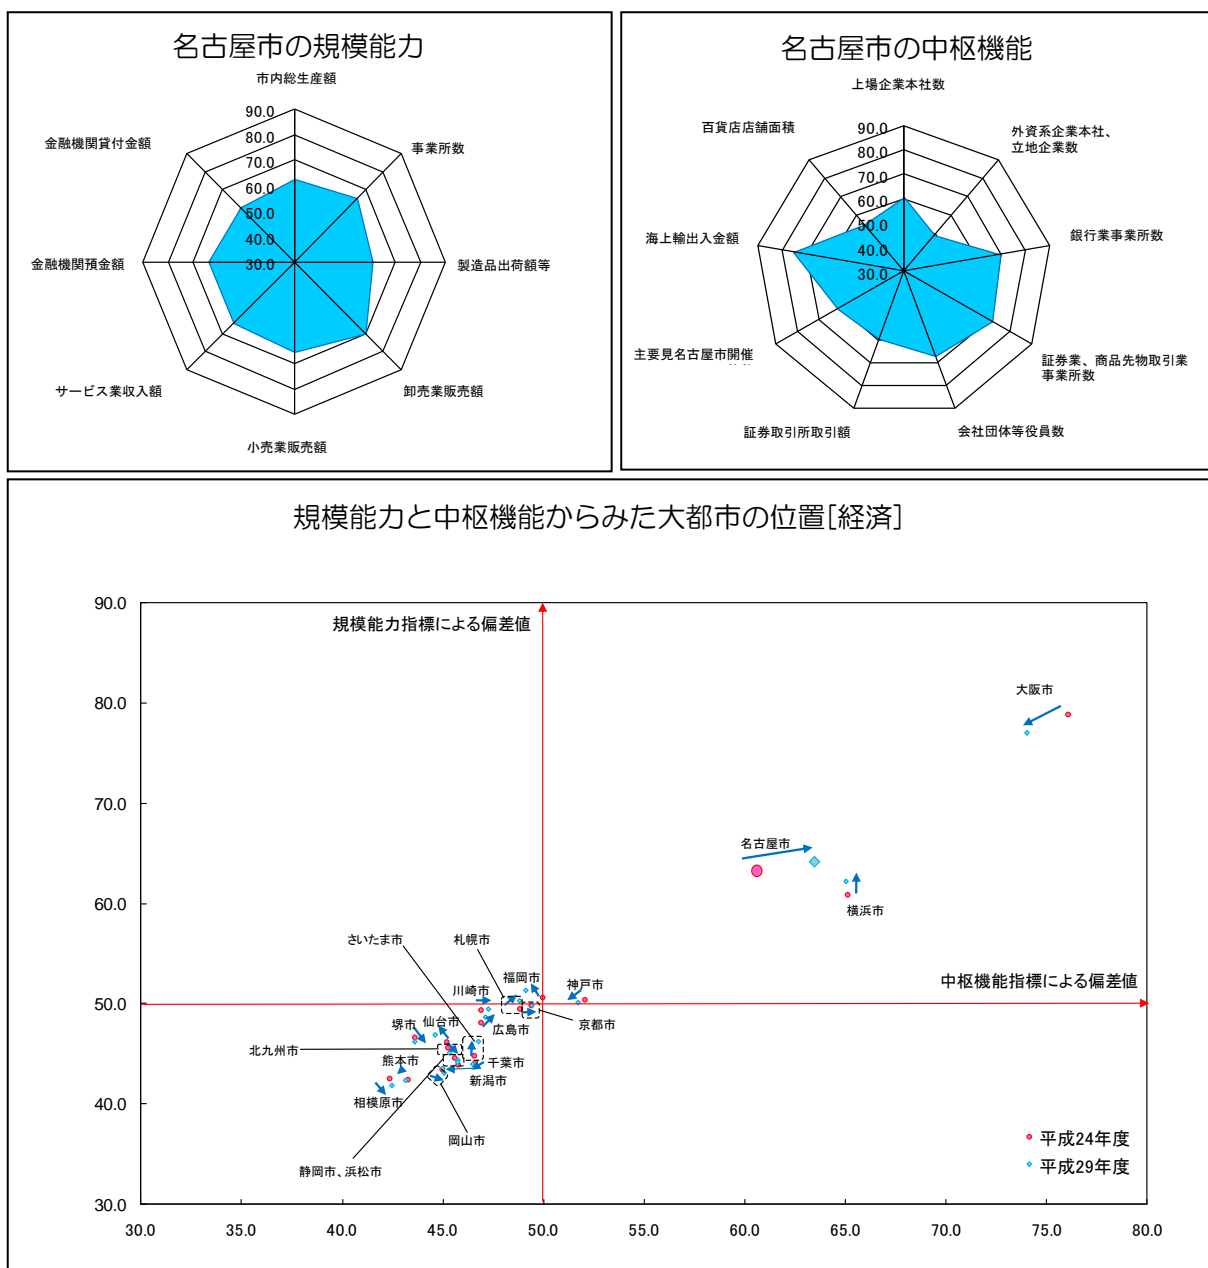 名古屋市の規模能力
市内総生産額
事業所数
製造品出荷額等
卸売業販売額
小売業販売額
サービス業収入額
金融機関預金額
金融機関貸付金額
90.0
80.0
70.0
60.0
50.0
40.0
30.0
名古屋市の中枢機能
上場企業本社数
外資系企業本社、
立地企業数
銀行業事業所数
証券業、商品先物取引業
事業所数
会社団体等役員数
証券取引所取引額
主要見名古屋市開催
海上輸出入金額
百貨店店舗面積
90.0
80.0
70.0
60.0
50.0
40.0
30.0
規模能力と中枢機能からみた大都市の位置[経済]
規模能力指標による偏差値
中枢機能指標による偏差値
90.0
80.0
70.0
60.0
50.0
40.0
30.0
大阪市
名古屋市
横浜市
さいたま市
札幌市
福岡市
神戸市
川崎市
広島市
京都市
堺市
仙台市
北九州市
熊本市
千葉市
新潟市
相模原市
岡山市
静岡市、浜松市
平成24年度
平成29年度
30.0
35.0
40.0
45.0
50.0
55.0
60.0
65.0
70.0
75.0
80.0